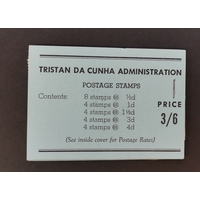 TRISTAN DA CUNHA ADMINISTRATION
POSTAGE STAMPS
Contents: 8 stamps @ ½d
4 stamps @ 1d
4 stamps @ 1½d
4 stamps @ 3d
4 stamps @ 4d
PRICE
3/6
(See inside cover for Postage Rates)